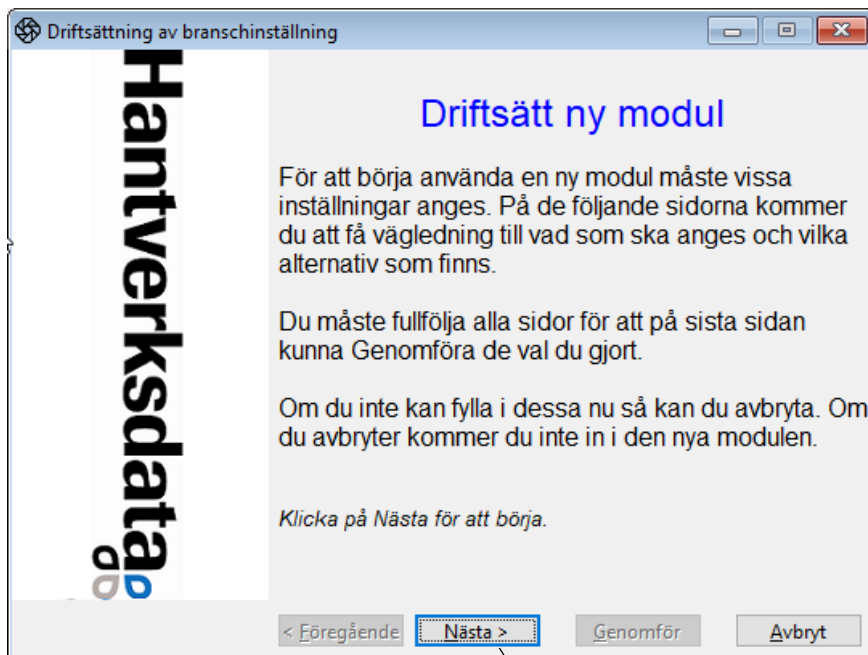 Driftsättning av branschinställning
Hantverksdata
Driftsätt ny modul
För att börja använda en ny modul måste vissa
inställningar anges. På de följande sidorna kommer
du att få vägledning till vad som ska anges och vilka
alternativ som finns.
Du måste fullfölja alla sidor för att på sista sidan
kunna Genomföra de val du gjort.
Om du inte kan fylla i dessa nu så kan du avbryta. Om
du avbryter kommer du inte in i den nya modulen.
Klicka på Nästa för att börja.
< Föregående Nästa > Genomför Avbryt